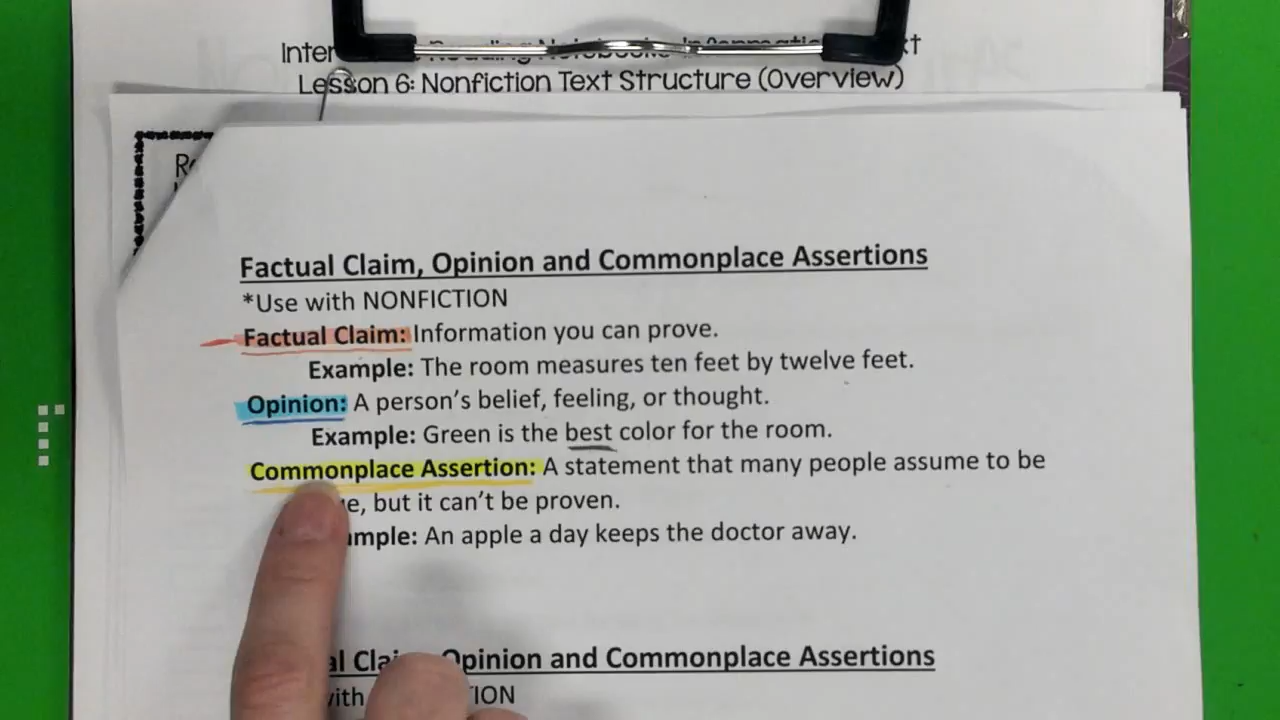 Lesson 6: Nonfiction Text Structure (Overview)
Factual Claim, Opinion and Commonplace Assertions
*Use with NONFICTION
Factual Claim: Information you can prove.
Example: The room measures ten feet by twelve feet.
Opinion: A person's belief, feeling, or thought.
Example: Green is the best color for the room.
Commonplace Assertion: A statement that many people assume to be
but it can't be proven.
An apple a day keeps the doctor away.
Opinion and Commonplace Assertions